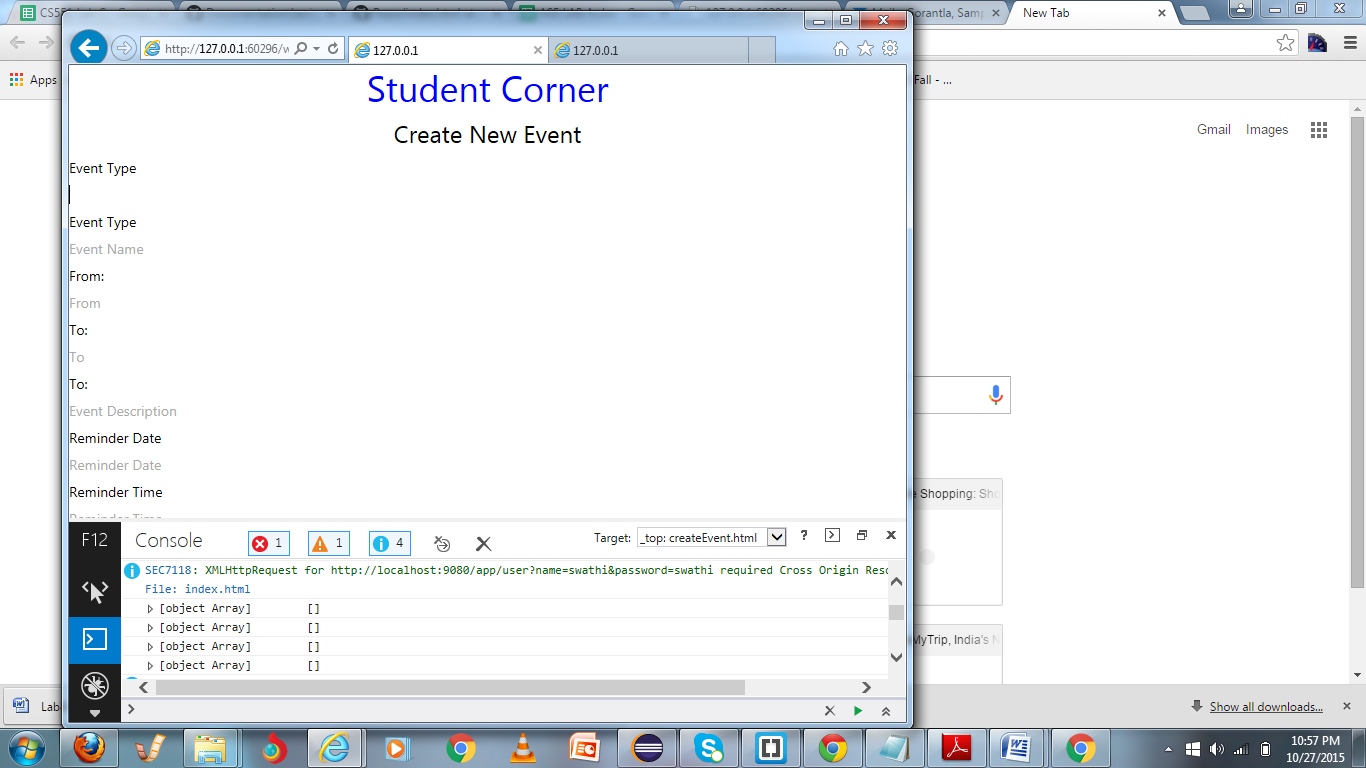 New Tab
http://127.0.0.1:60296/w
127.0.0.1
127.0.0.1
Apps
Fall - ...
Student Corner
Create New Event
Gmail Images
Event Type
Event Type
Event Name
From:
From
To:
To
To:
Event Description
Reminder Date
Reminder Date
Reminder Time
Reminder Time
e Shopping: Sho
MyTrip, India's N
F12 Console 1 1 4 Target: _top: createEvent.html ?
SEC7118: XMLHttpRequest for http://localhost:9080/app/user?name=swathi&password=swathi required Cross Origin Reso
File: index.html
[object Array] []
[object Array] []
[object Array] []
[object Array] []
Show all downloads...
10:57 PM
10/27/2015